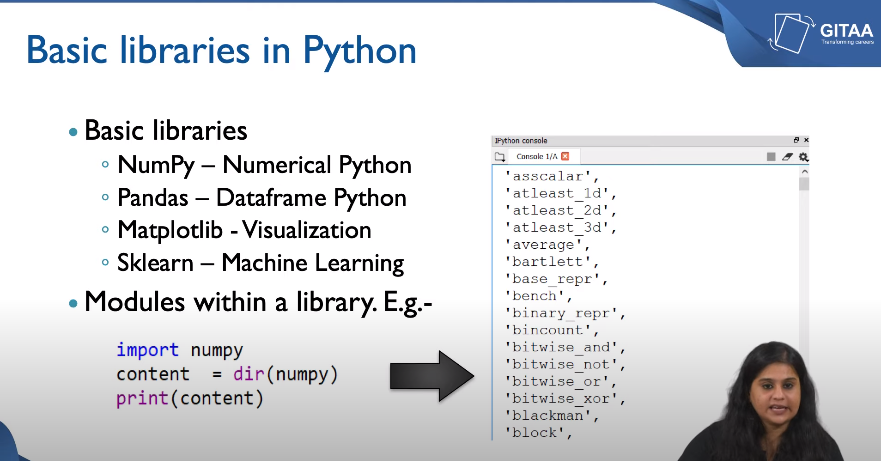 GITAA
Transforming careers
Basic libraries in Python
• Basic libraries
◦ NumPy – Numerical Python
◦ Pandas – Dataframe Python
◦ Matplotlib - Visualization
◦ Sklearn – Machine Learning
• Modules within a library. E.g.-
import numpy
content  = dir(numpy)
print(content)
IPython console
Console 1/A
'asscalar',
'atleast_1d',
'atleast_2d',
'atleast_3d',
'average',
'bartlett',
'base_repr',
'bench',
'binary_repr',
'bincount',
'bitwise_and',
'bitwise_not',
'bitwise_or',
'bitwise_xor',
'blackman',
'block',